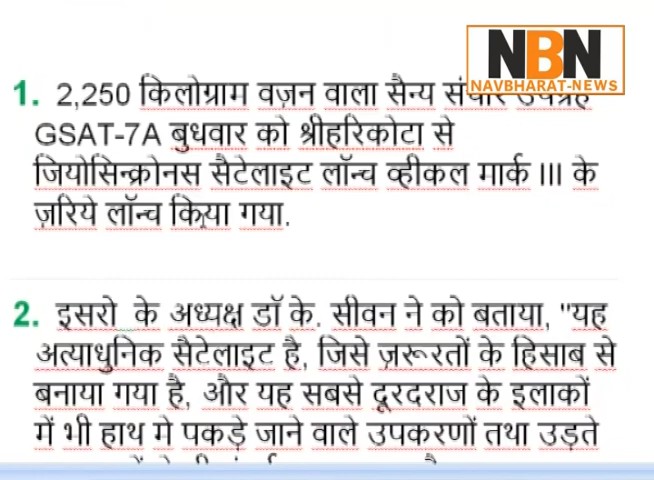 NBN
NAVBHARAT-NEWS
1. 2,250 किलोग्राम वज़न वाला सैन्य संचार उपग्रह
GSAT-7A बुधवार को श्रीहरिकोटा से
जियोसिन्क्रोनस सैटेलाइट लॉन्च व्हीकल मार्क III के
ज़रिये लॉन्च किया गया.
2. इसरो के अध्यक्ष डॉ के. सीवन ने को बताया, "यह
अत्याधुनिक सैटेलाइट है, जिसे ज़रूरतों के हिसाब से
बनाया गया है, और यह सबसे दूरदराज के इलाकों
में भी हाथ मे पकड़े जाने वाले उपकरणों तथा उड़ते